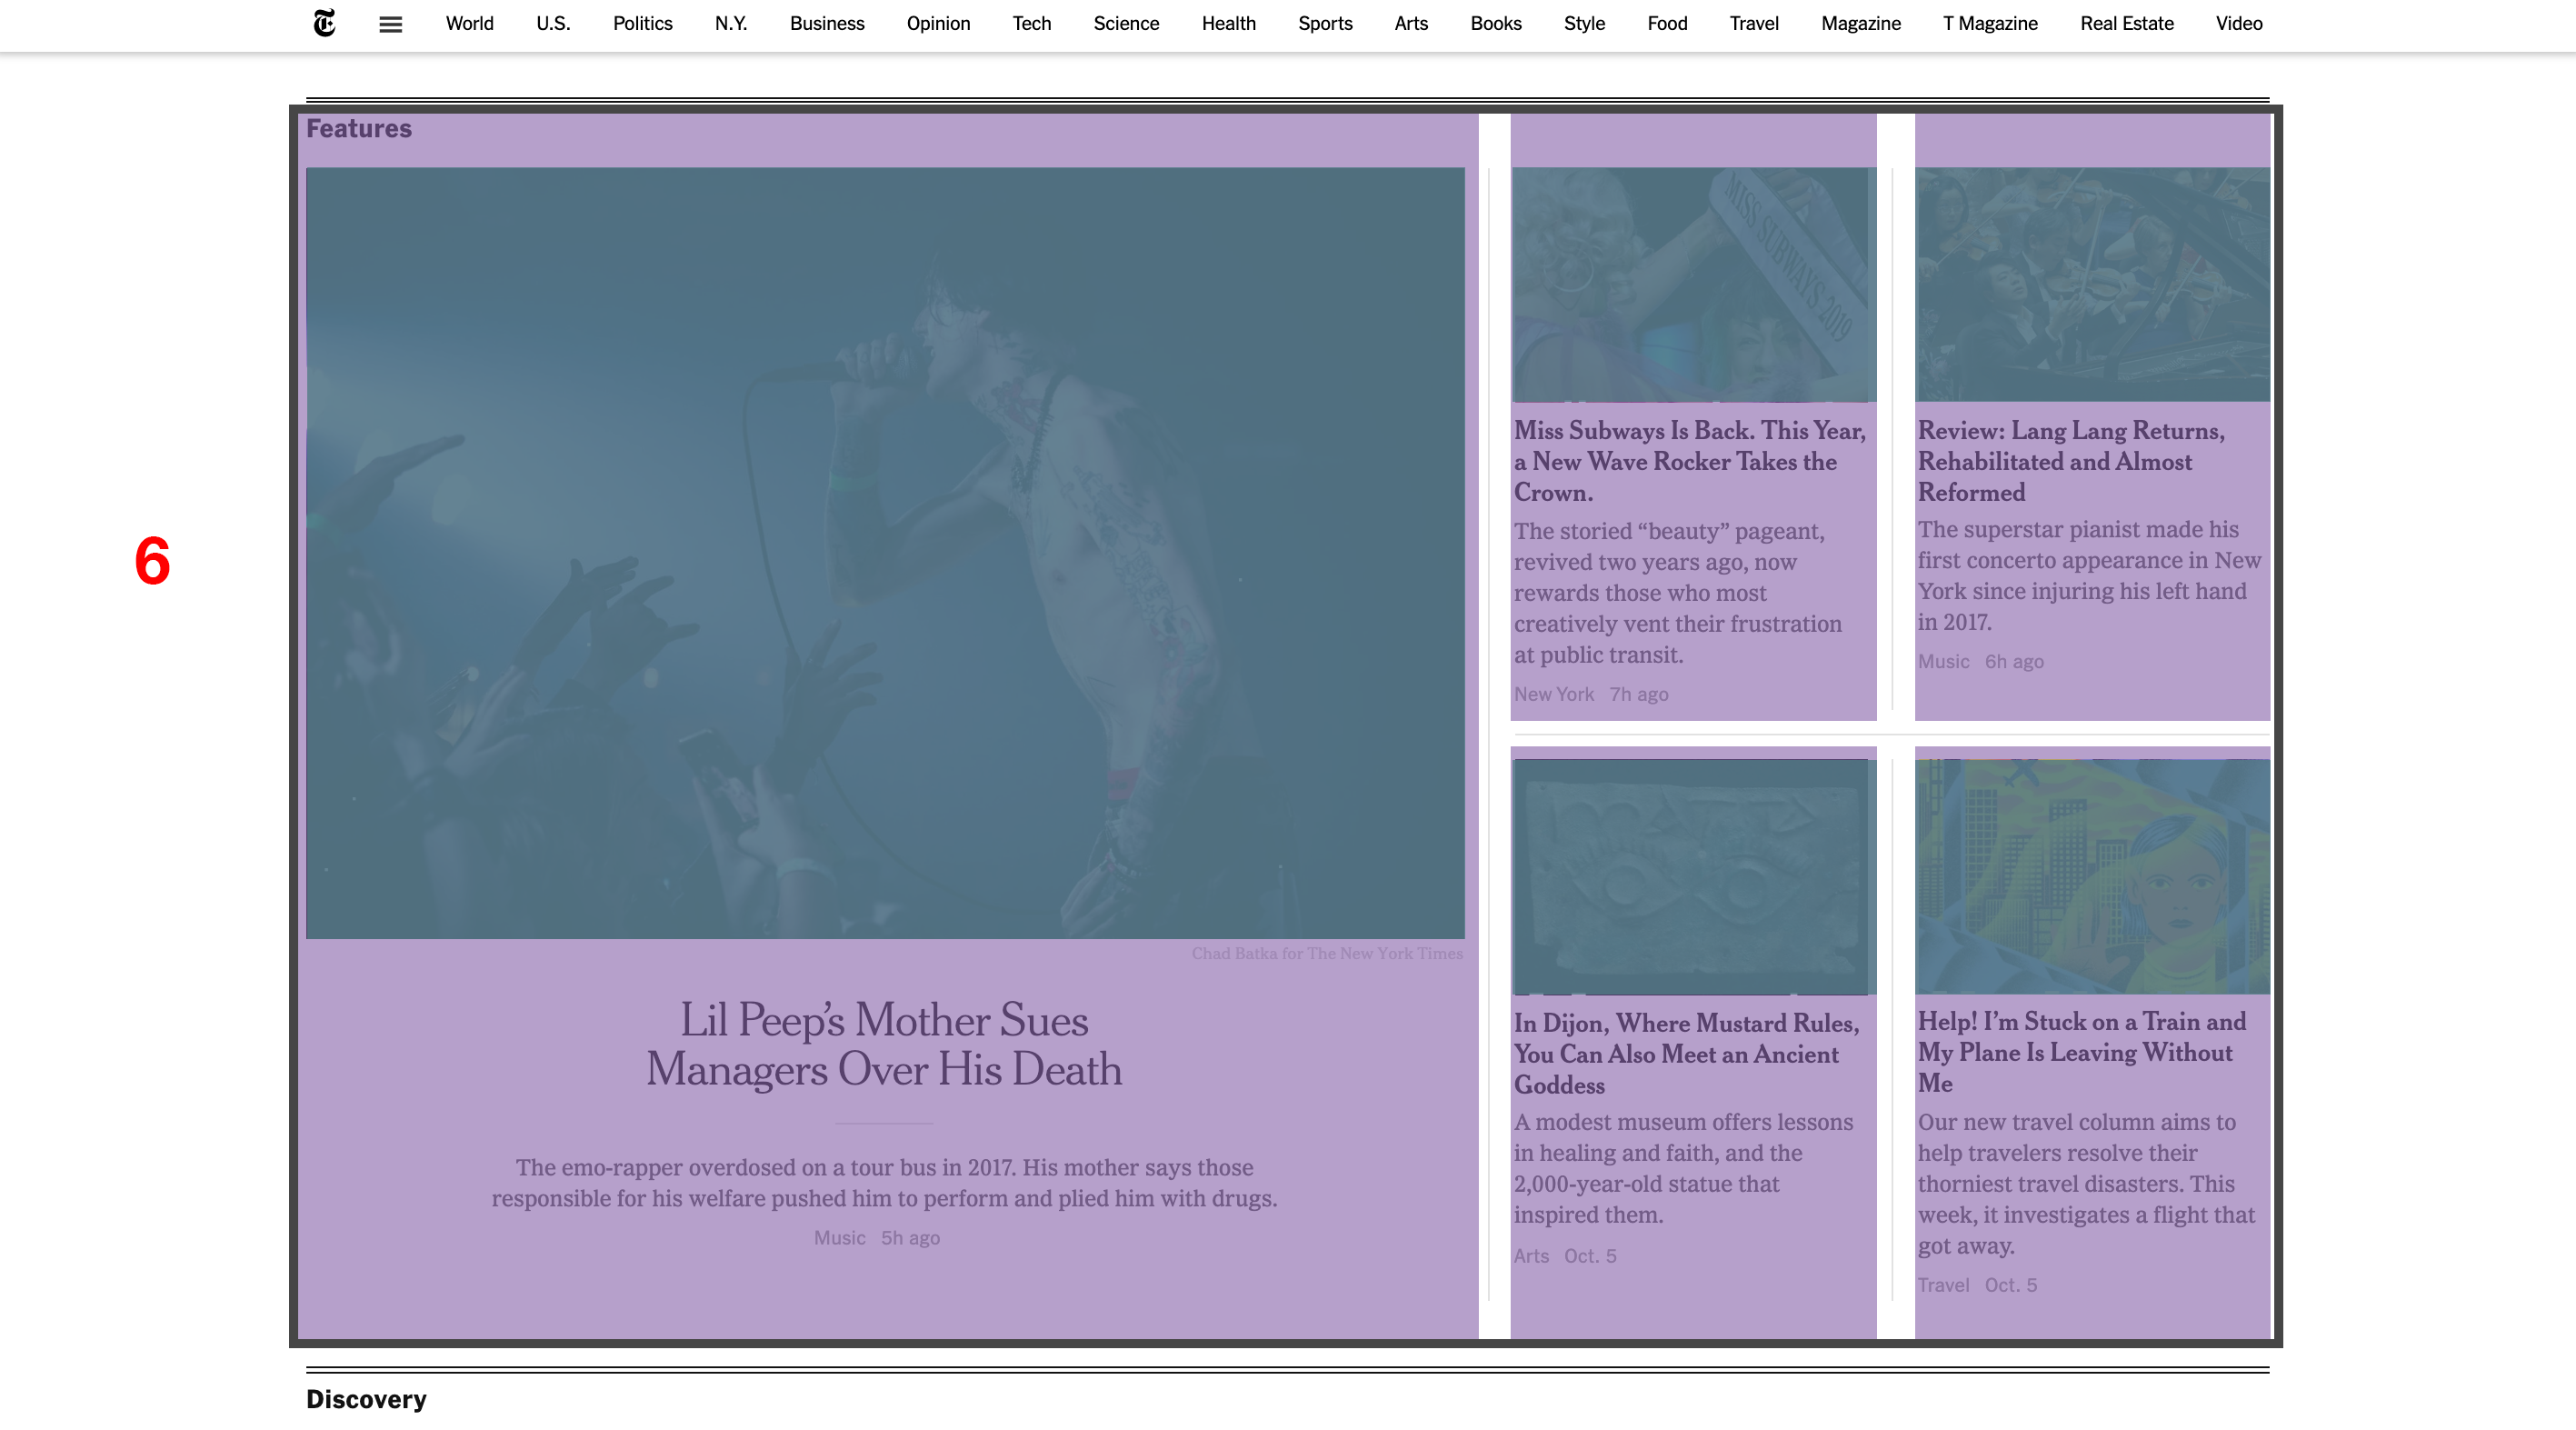 World U.S. Politics N.Y. Business Opinion Tech Science Health Sports Arts Books Style Food Travel Magazine T Magazine Real Estate Video
Features
6
MISS SUBWAYS 2019
Chad Batka for The New York Times
Lil Peep’s Mother Sues
Managers Over His Death
The emo-rapper overdosed on a tour bus in 2017. His mother says those
responsible for his welfare pushed him to perform and plied him with drugs.
Music 5h ago
Miss Subways Is Back. This Year,
a New Wave Rocker Takes the
Crown.
The storied “beauty” pageant,
revived two years ago, now
rewards those who most
creatively vent their frustration
at public transit.
New York 7h ago
Review: Lang Lang Returns,
Rehabilitated and Almost
Reformed
The superstar pianist made his
first concerto appearance in New
York since injuring his left hand
in 2017.
Music 6h ago
In Dijon, Where Mustard Rules,
You Can Also Meet an Ancient
Goddess
A modest museum offers lessons
in healing and faith, and the
2,000-year-old statue that
inspired them.
Arts Oct. 5
Help! I’m Stuck on a Train and
My Plane Is Leaving Without
Me
Our new travel column aims to
help travelers resolve their
thorniest travel disasters. This
week, it investigates a flight that
got away.
Travel Oct. 5
Discovery